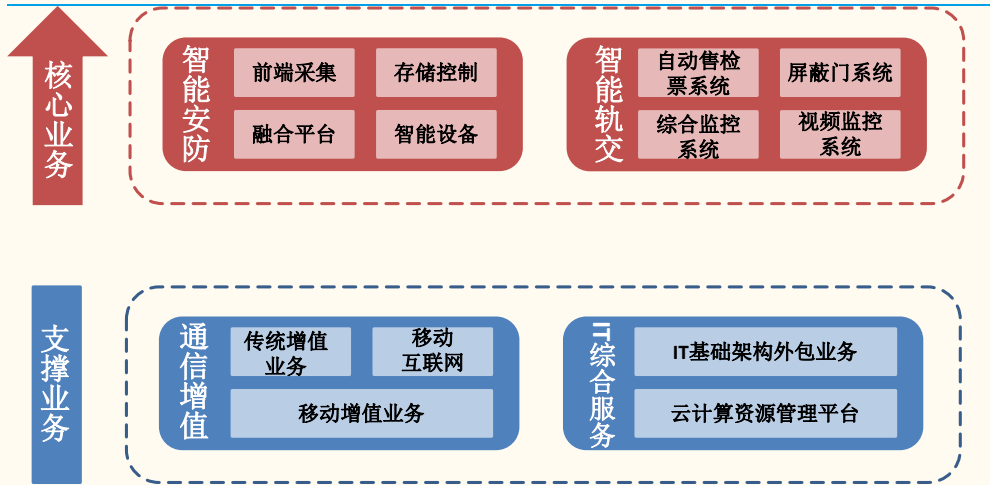 核心业务
智能安防
前端采集
存储控制
融合平台
智能设备
智能轨交
自动售检
票系统
屏蔽门系统
综合监控
系统
视频监控
系统
支撑业务
通信增值
传统增值
业务
移动
互联网
移动增值业务
IT综合服务
IT基础架构外包业务
云计算资源管理平台